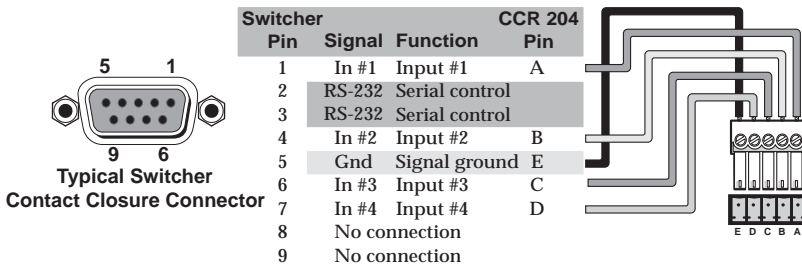 Switcher CCR 204
Pin Signal Function Pin
1 In #1 Input #1 A
2 RS-232 Serial control
3 RS-232 Serial control
4 In #2 Input #2 B
5 Gnd Signal ground E
6 In #3 Input #3 C
7 In #4 Input #4 D
8 No connection
9 No connection
5 1
9 6
Typical Switcher
Contact Closure Connector
E D C B A